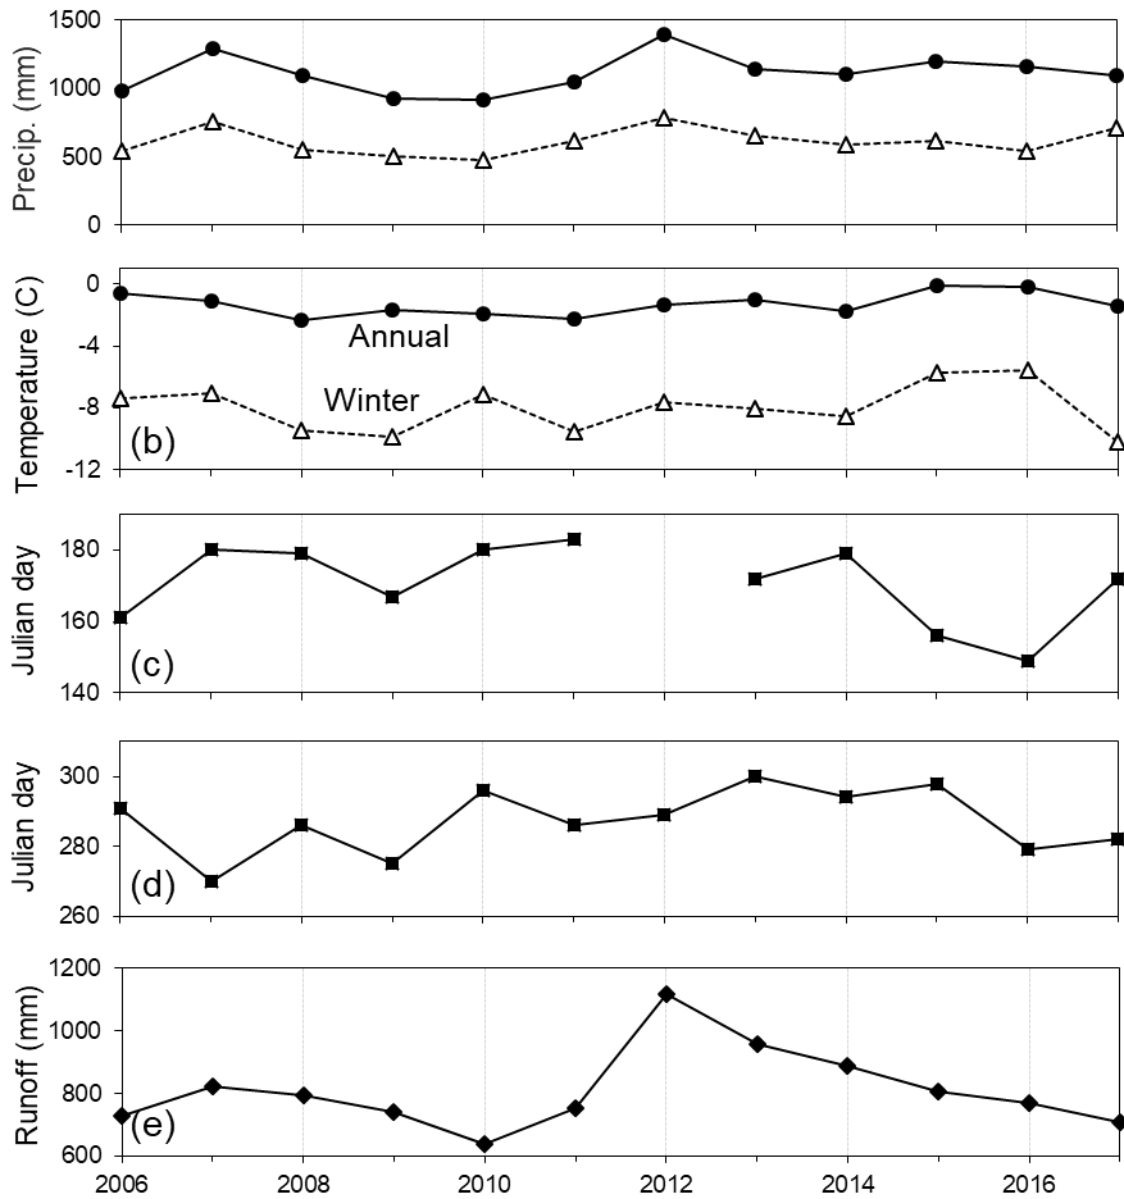 1500
1000
500
0
Precip. (mm)
0
-4
-8
-12
Temperature (C)
Annual
Winter
(b)
180
160
140
Julian day
(c)
300
280
260
Julian day
(d)
1200
1000
800
600
Runoff (mm)
(e)
2006 2008 2010 2012 2014 2016